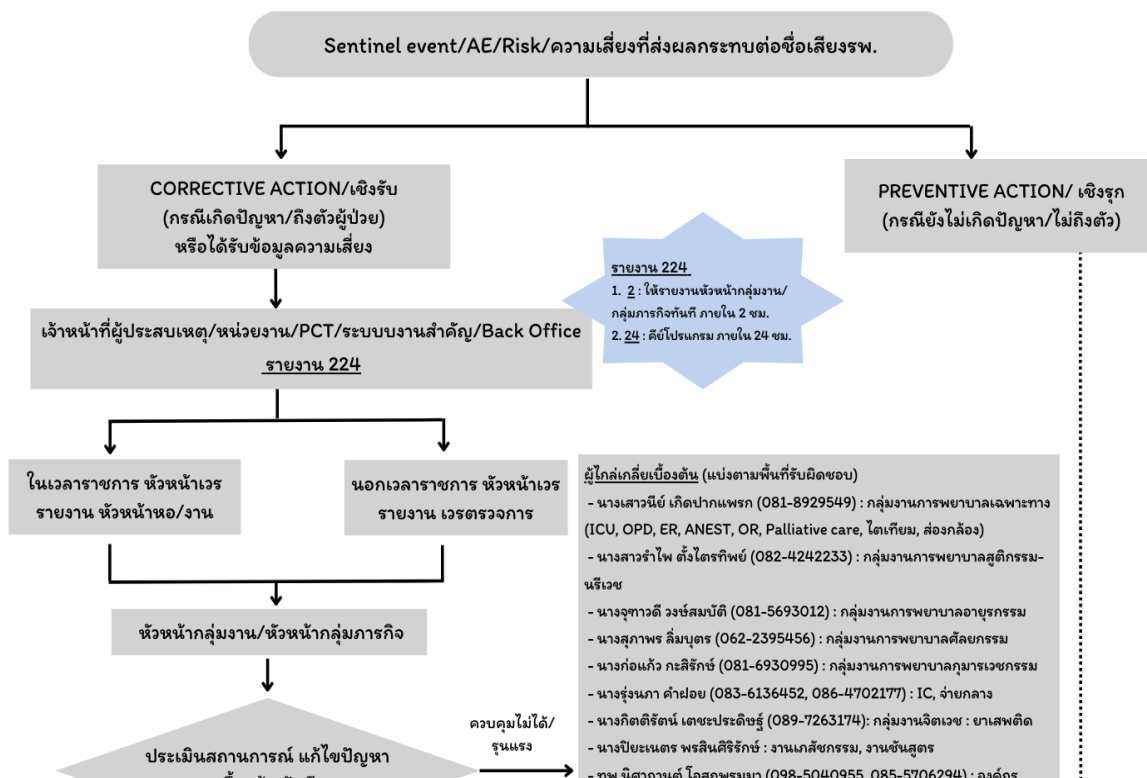 Sentinel event/AE/Risk/ความเสี่ยงที่ส่งผลกระทบต่อชื่อเสียงรพ.
CORRECTIVE ACTION/เชิงรับ
(กรณีเกิดปัญหา/ถึงตัวผู้ป่วย)
หรือได้รับข้อมูลความเสี่ยง
PREVENTIVE ACTION/ เชิงรุก
(กรณียังไม่เกิดปัญหา/ไม่ถึงตัว)
รายงาน 224
1. 2 : ให้รายงานหัวหน้ากลุ่มงาน/
กลุ่มภารกิจทันที ภายใน 2 ชม.
2. 24 : คีย์โปรแกรม ภายใน 24 ชม.
เจ้าหน้าที่ผู้ประสบเหตุ/หน่วยงาน/PCT/ระบบบงานสำคัญ/Back Office
รายงาน 224
ในเวลาราชการ หัวหน้าเวร
รายงาน หัวหน้าหอ/งาน
นอกเวลาราชการ หัวหน้าเวร
รายงาน เวรตรวจการ
หัวหน้ากลุ่มงาน/หัวหน้ากลุ่มภารกิจ
ประเมินสถานการณ์ แก้ไขปัญหา
ควบคุมไม่ได้/
รุนแรง
ผู้ไกล่เกลี่ยเบื้องต้น (แบ่งตามพื้นที่รับผิดชอบ)
- นางเสาวนีย์ เกิดปากแพรก (081-8929549) : กลุ่มงานการพยาบาลเฉพาะทาง
(ICU, OPD, ER, ANEST, OR, Palliative care, ไตเทียม, ส่องกล้อง)
- นางสาวรำไพ ตั้งไตรทิพย์ (082-4242233) : กลุ่มงานการพยาบาลสูติกรรม-
นรีเวช
- นางจุฑาวดี วงษ์สมบัติ (081-5693012) : กลุ่มงานการพยาบาลอายุรกรรม
- นางสุภาพร ลิ่มบุตร (062-2395456) : กลุ่มงานการพยาบาลศัลยกรรม
- นางก่อแก้ว กะสิรักษ์ (081-6930995) : กลุ่มงานการพยาบาลกุมารเวชกรรม
- นางรุ่งนภา คำฝอย (083-6136452, 086-4702177) : IC, จ่ายกลาง
- นางกิตติรัตน์ เตชะประดิษฐ์ (089-7263174): กลุ่มงานจิตเวช : ยาเสพติด
- นางปิยะเนตร พรสินศิริรักษ์ : งานเภสัชกรรม, งานชันสูตร
- ทพ.นิศากานต์ โอสถพรมมา (098-5040955, 085-5706294) : องค์กร